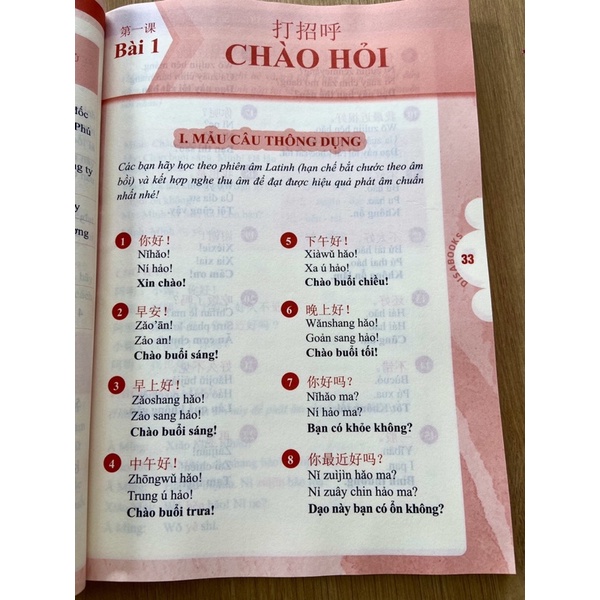 第一课
Bài 1
打招呼
CHÀO HỎI
I. MẪU CÂU THÔNG DỤNG
Các bạn hãy học theo phiên âm Latinh (hạn chế bắt chước theo âm
bồi) và kết hợp nghe thu âm để đạt được hiệu quả phát âm chuẩn
nhất nhé!
1 你好！
Nǐhǎo!
Ní hảo!
Xin chào!
2 早安！
Zǎo'ān!
Zảo an!
Chào buổi sáng!
3 早上好！
Zǎoshang hǎo!
Zảo sang hảo!
Chào buổi sáng!
4 中午好！
Zhōngwǔ hǎo!
Trung ú hảo!
Chào buổi trưa!
5 下午好！
Xiàwǔ hǎo!
Xa ú hảo!
Chào buổi chiều!
6 晚上好！
Wǎnshang hǎo!
Goản sang hảo!
Chào buổi tối!
7 你好吗？
Nǐhǎo ma?
Ní hảo ma?
Bạn có khỏe không?
8 你最近好吗？
Nǐ zuìjìn hǎo ma?
Nỉ zuây chin hảo ma?
Dạo này bạn có ổn không?
33
DISABOOKS
Mốc
Phú
ng ty
y
ương